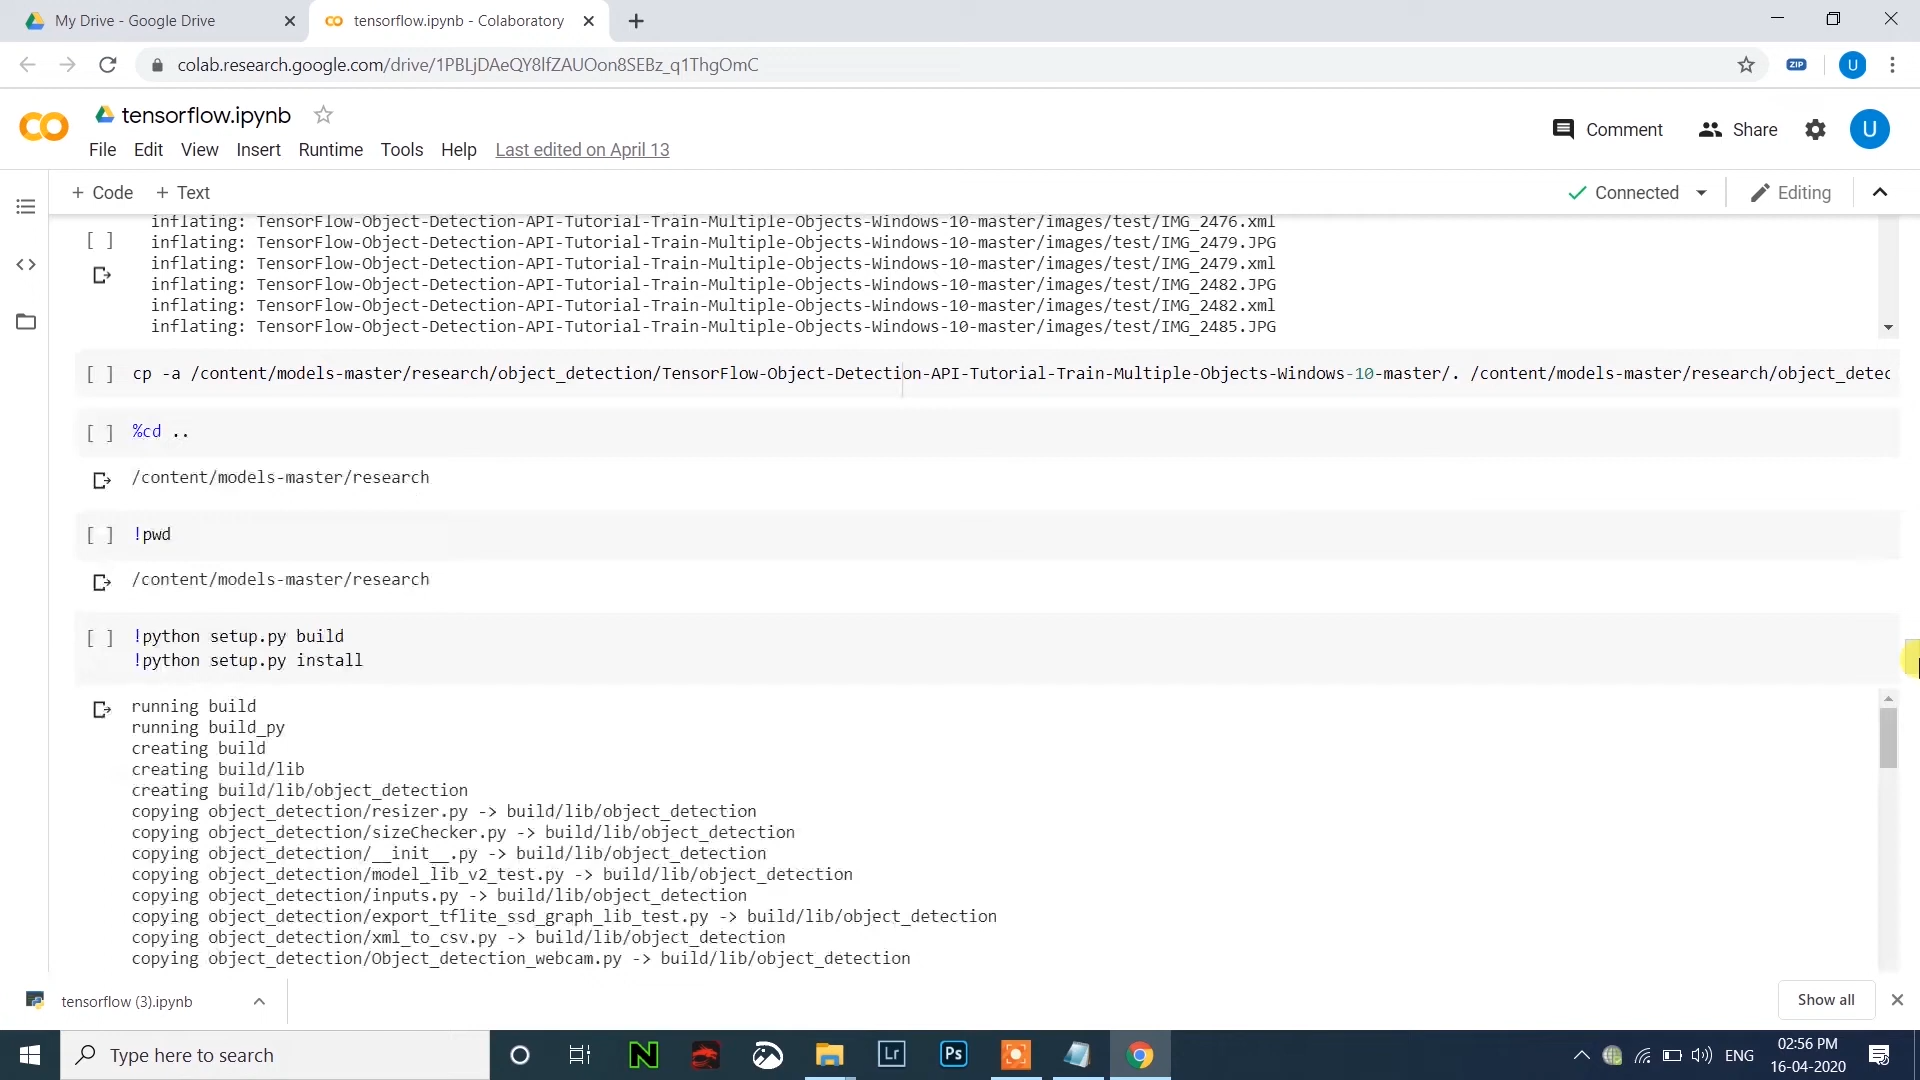 My Drive - Google Drive
tensorflow.ipynb - Colaboratory
colab.research.google.com/drive/1PBLjDAeQY8lfZAUOon8SEBz_q1ThgOmC
ZIP
U
tensorflow.ipynb
Comment
Share
U
File Edit View Insert Runtime Tools Help Last edited on April 13
+ Code + Text
Connected
Editing
inflating: TensorFlow-Object-Detection-API-Tutorial-Train-Multiple-Objects-Windows-10-master/images/test/IMG_2476.xml
[ ]
inflating: TensorFlow-Object-Detection-API-Tutorial-Train-Multiple-Objects-Windows-10-master/images/test/IMG_2479.JPG
inflating: TensorFlow-Object-Detection-API-Tutorial-Train-Multiple-Objects-Windows-10-master/images/test/IMG_2479.xml
inflating: TensorFlow-Object-Detection-API-Tutorial-Train-Multiple-Objects-Windows-10-master/images/test/IMG_2482.JPG
inflating: TensorFlow-Object-Detection-API-Tutorial-Train-Multiple-Objects-Windows-10-master/images/test/IMG_2482.xml
inflating: TensorFlow-Object-Detection-API-Tutorial-Train-Multiple-Objects-Windows-10-master/images/test/IMG_2485.JPG
[ ] cp -a /content/models-master/research/object_detection/TensorFlow-Object-Detection-API-Tutorial-Train-Multiple-Objects-Windows-10-master/. /content/models-master/research/object_detec
[ ] %cd ..
/content/models-master/research
[ ] !pwd
/content/models-master/research
[ ] !python setup.py build
!python setup.py install
running build
running build_py
creating build
creating build/lib
creating build/lib/object_detection
copying object_detection/resizer.py -> build/lib/object_detection
copying object_detection/sizeChecker.py -> build/lib/object_detection
copying object_detection/__init__.py -> build/lib/object_detection
copying object_detection/model_lib_v2_test.py -> build/lib/object_detection
copying object_detection/inputs.py -> build/lib/object_detection
copying object_detection/export_tflite_ssd_graph_lib_test.py -> build/lib/object_detection
copying object_detection/xml_to_csv.py -> build/lib/object_detection
copying object_detection/Object_detection_webcam.py -> build/lib/object_detection
tensorflow (3).ipynb
Show all
Type here to search
N
Lr
Ps
ENG
02:56 PM
16-04-2020